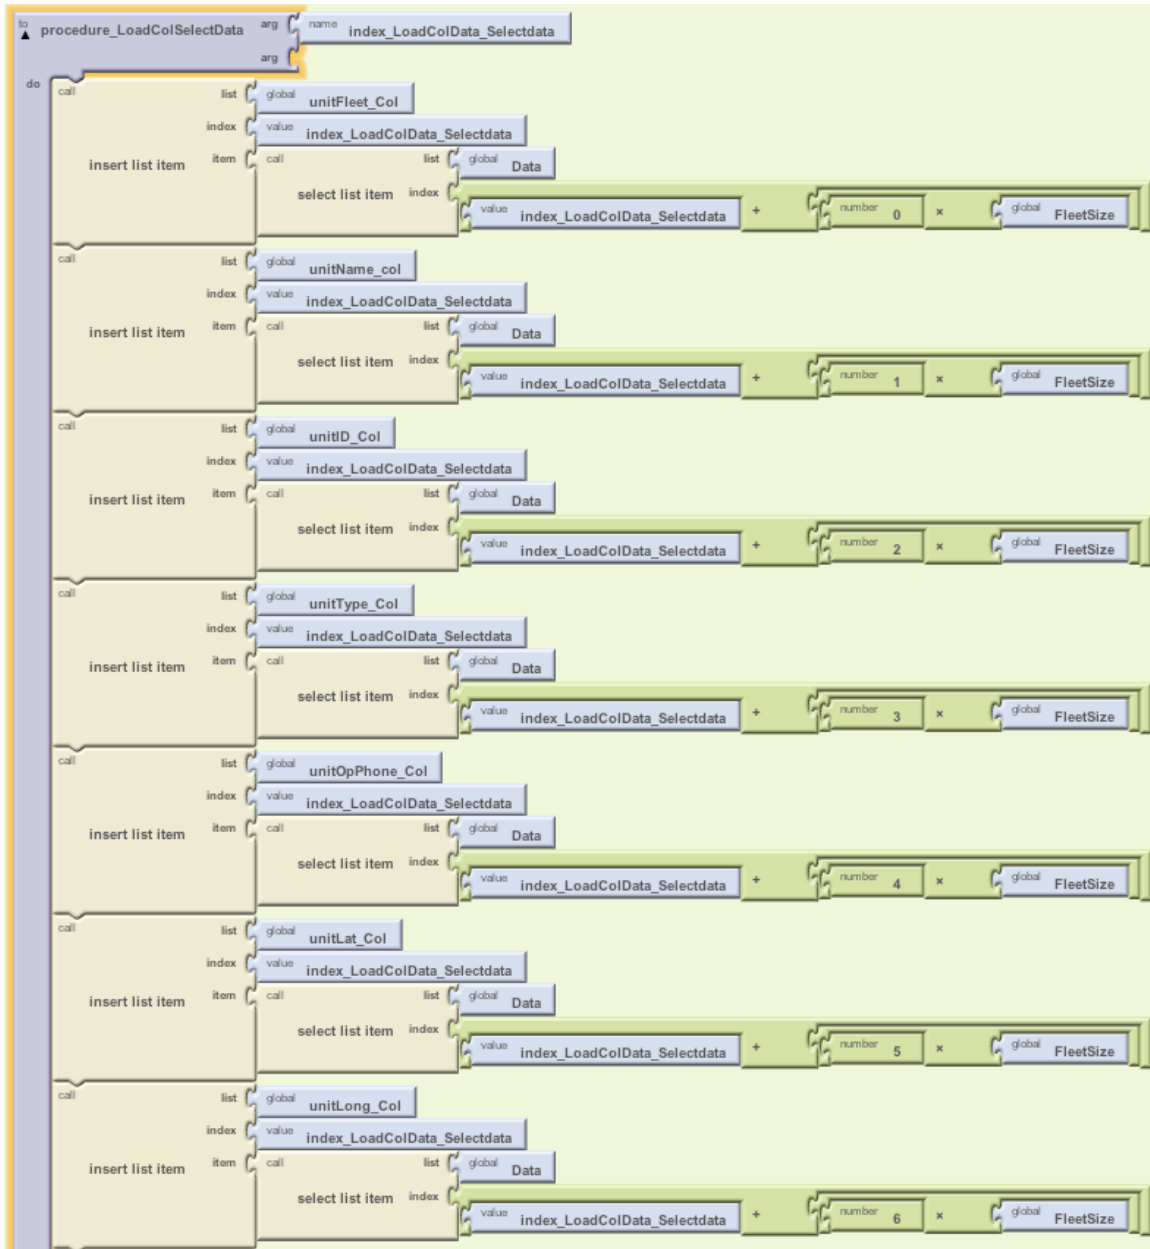 to procedure_LoadColSelectData arg name index_LoadColData_Selectdata
arg
do
call list global unitFleet_Col
index value index_LoadColData_Selectdata
insert list item item call list global Data
select list item index value index_LoadColData_Selectdata + number 0 × global FleetSize
call list global unitName_col
index value index_LoadColData_Selectdata
insert list item item call list global Data
select list item index value index_LoadColData_Selectdata + number 1 × global FleetSize
call list global unitID_Col
index value index_LoadColData_Selectdata
insert list item item call list global Data
select list item index value index_LoadColData_Selectdata + number 2 × global FleetSize
call list global unitType_Col
index value index_LoadColData_Selectdata
insert list item item call list global Data
select list item index value index_LoadColData_Selectdata + number 3 × global FleetSize
call list global unitOpPhone_Col
index value index_LoadColData_Selectdata
insert list item item call list global Data
select list item index value index_LoadColData_Selectdata + number 4 × global FleetSize
call list global unitLat_Col
index value index_LoadColData_Selectdata
insert list item item call list global Data
select list item index value index_LoadColData_Selectdata + number 5 × global FleetSize
call list global unitLong_Col
index value index_LoadColData_Selectdata
insert list item item call list global Data
select list item index value index_LoadColData_Selectdata + number 6 × global FleetSize